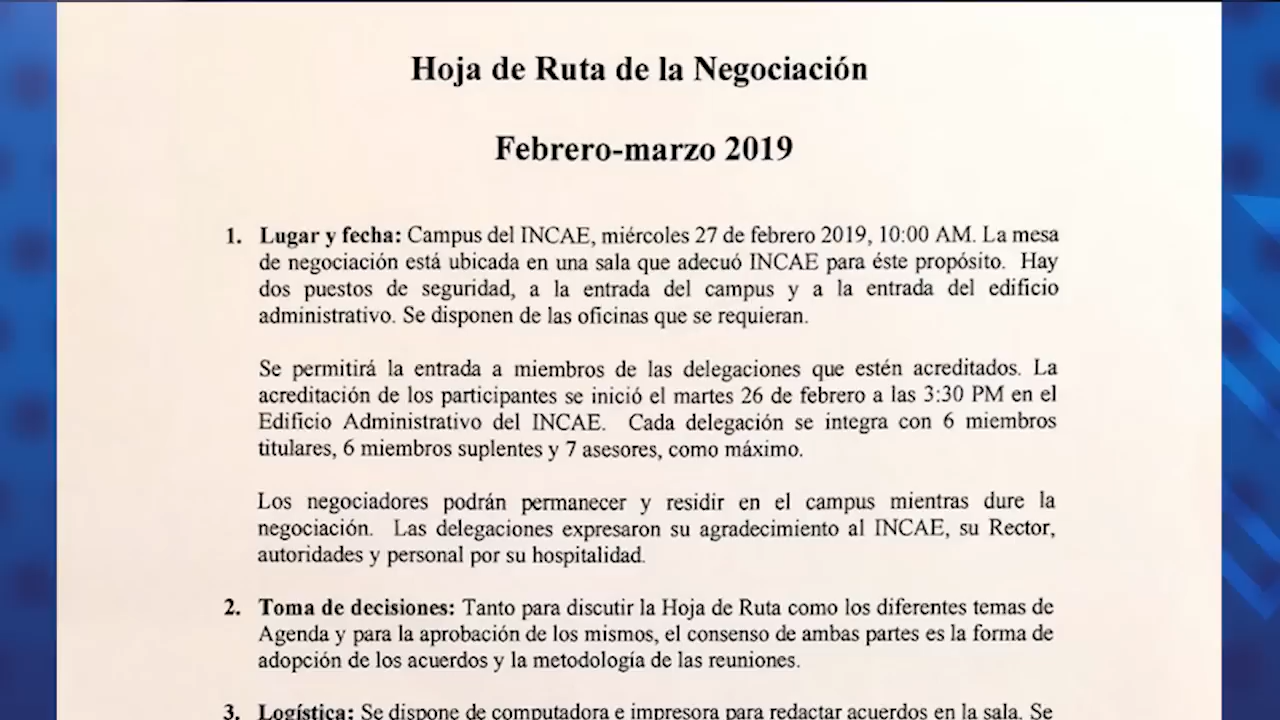 Hoja de Ruta de la Negociación
Febrero-marzo 2019
1. Lugar y fecha: Campus del INCAE, miércoles 27 de febrero 2019, 10:00 AM. La mesa
de negociación está ubicada en una sala que adecuó INCAE para éste propósito. Hay
dos puestos de seguridad, a la entrada del campus y a la entrada del edificio
administrativo. Se disponen de las oficinas que se requieran.
Se permitirá la entrada a miembros de las delegaciones que estén acreditados. La
acreditación de los participantes se inició el martes 26 de febrero a las 3:30 PM en el
Edificio Administrativo del INCAE. Cada delegación se integra con 6 miembros
titulares, 6 miembros suplentes y 7 asesores, como máximo.
Los negociadores podrán permanecer y residir en el campus mientras dure la
negociación. Las delegaciones expresaron su agradecimiento al INCAE, su Rector,
autoridades y personal por su hospitalidad.
2. Toma de decisiones: Tanto para discutir la Hoja de Ruta como los diferentes temas de
Agenda y para la aprobación de los mismos, el consenso de ambas partes es la forma de
adopción de los acuerdos y la metodología de las reuniones.
3. Logística: Se dispone de computadora e impresora para redactar acuerdos en la sala. Se